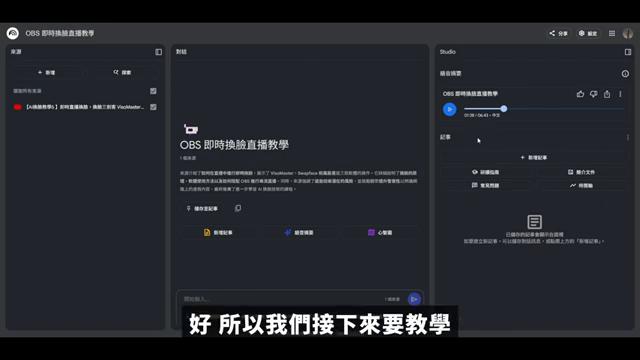 OBS 即時換臉直播教學
分享
設定
來源
對話
Studio
新增
探索
選取所有來源
【AI換臉教學5】即時直播換臉，換臉三劍客 VisoMaster...
OBS 即時換臉直播教學
1 個來源
儲存至記事
新增記事
語音摘要
心智圖
開始輸入...
1 個來源
語音摘要
OBS 即時換臉直播教學
01:28 / 06:43 • 中文
記事
新增記事
研讀指南
簡介文件
常見問題
時間軸
已儲存的記事會顯示在這裡
好 所以我們接下來要教學